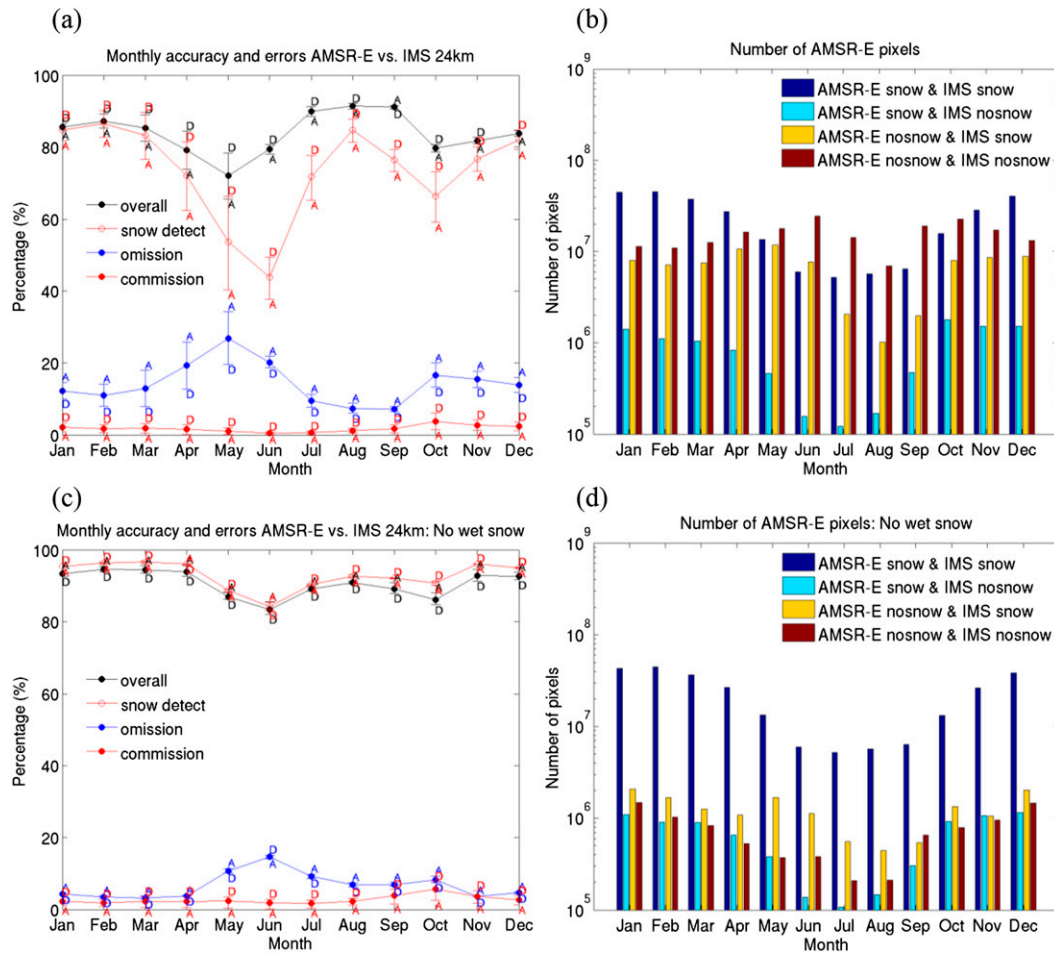 (a)
Monthly accuracy and errors AMSR-E vs. IMS 24km
Percentage (%)
100
80
60
40
20
0
overall
snow detect
omission
commission
Jan Feb Mar Apr May Jun Jul Aug Sep Oct Nov Dec
Month
(b)
Number of AMSR-E pixels
Number of pixels
10^9
10^8
10^7
10^6
10^5
AMSR-E snow & IMS snow
AMSR-E snow & IMS nosnow
AMSR-E nosnow & IMS snow
AMSR-E nosnow & IMS nosnow
Jan Feb Mar Apr May Jun Jul Aug Sep Oct Nov Dec
Month
(c)
Monthly accuracy and errors AMSR-E vs. IMS 24km: No wet snow
Percentage (%)
100
80
60
40
20
0
overall
snow detect
omission
commission
Jan Feb Mar Apr May Jun Jul Aug Sep Oct Nov Dec
Month
(d)
Number of AMSR-E pixels: No wet snow
Number of pixels
10^9
10^8
10^7
10^6
10^5
AMSR-E snow & IMS snow
AMSR-E snow & IMS nosnow
AMSR-E nosnow & IMS snow
AMSR-E nosnow & IMS nosnow
Jan Feb Mar Apr May Jun Jul Aug Sep Oct Nov Dec
Month